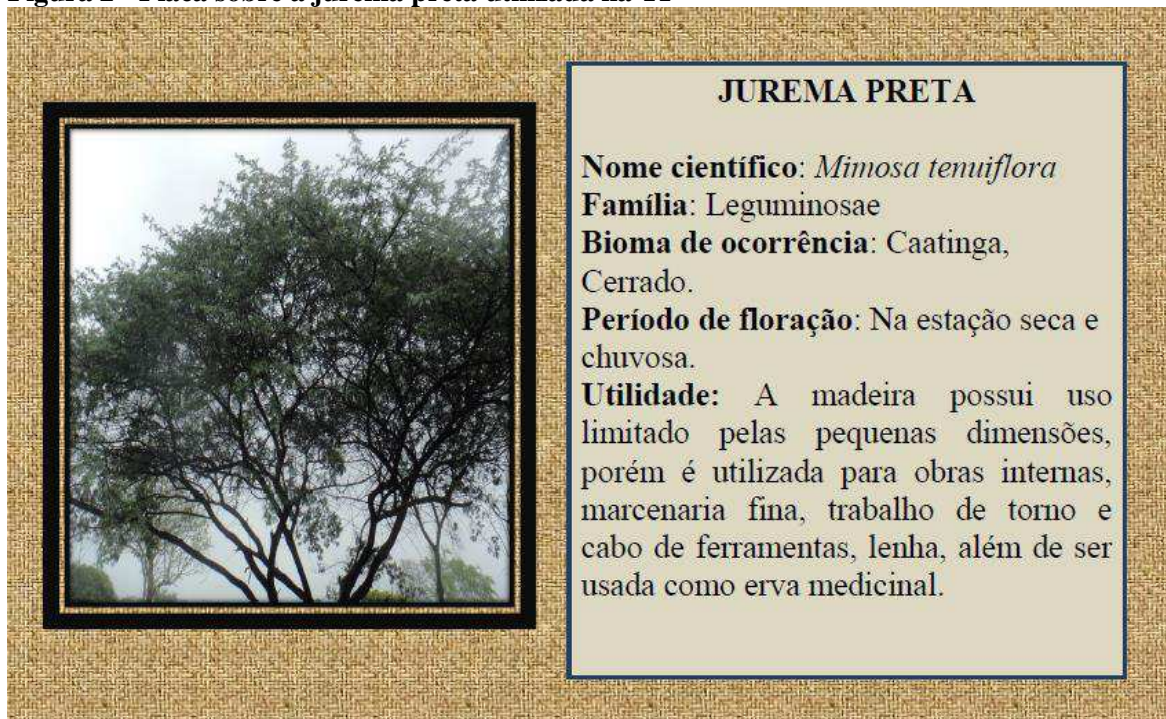 JUREMA PRETA
Nome científico: Mimosa tenuiflora
Família: Leguminosae
Bioma de ocorrência: Caatinga,
Cerrado.
Período de floração: Na estação seca e
chuvosa.
Utilidade: A madeira possui uso
limitado pelas pequenas dimensões,
porém é utilizada para obras internas,
marcenaria fina, trabalho de torno e
cabo de ferramentas, lenha, além de ser
usada como erva medicinal.